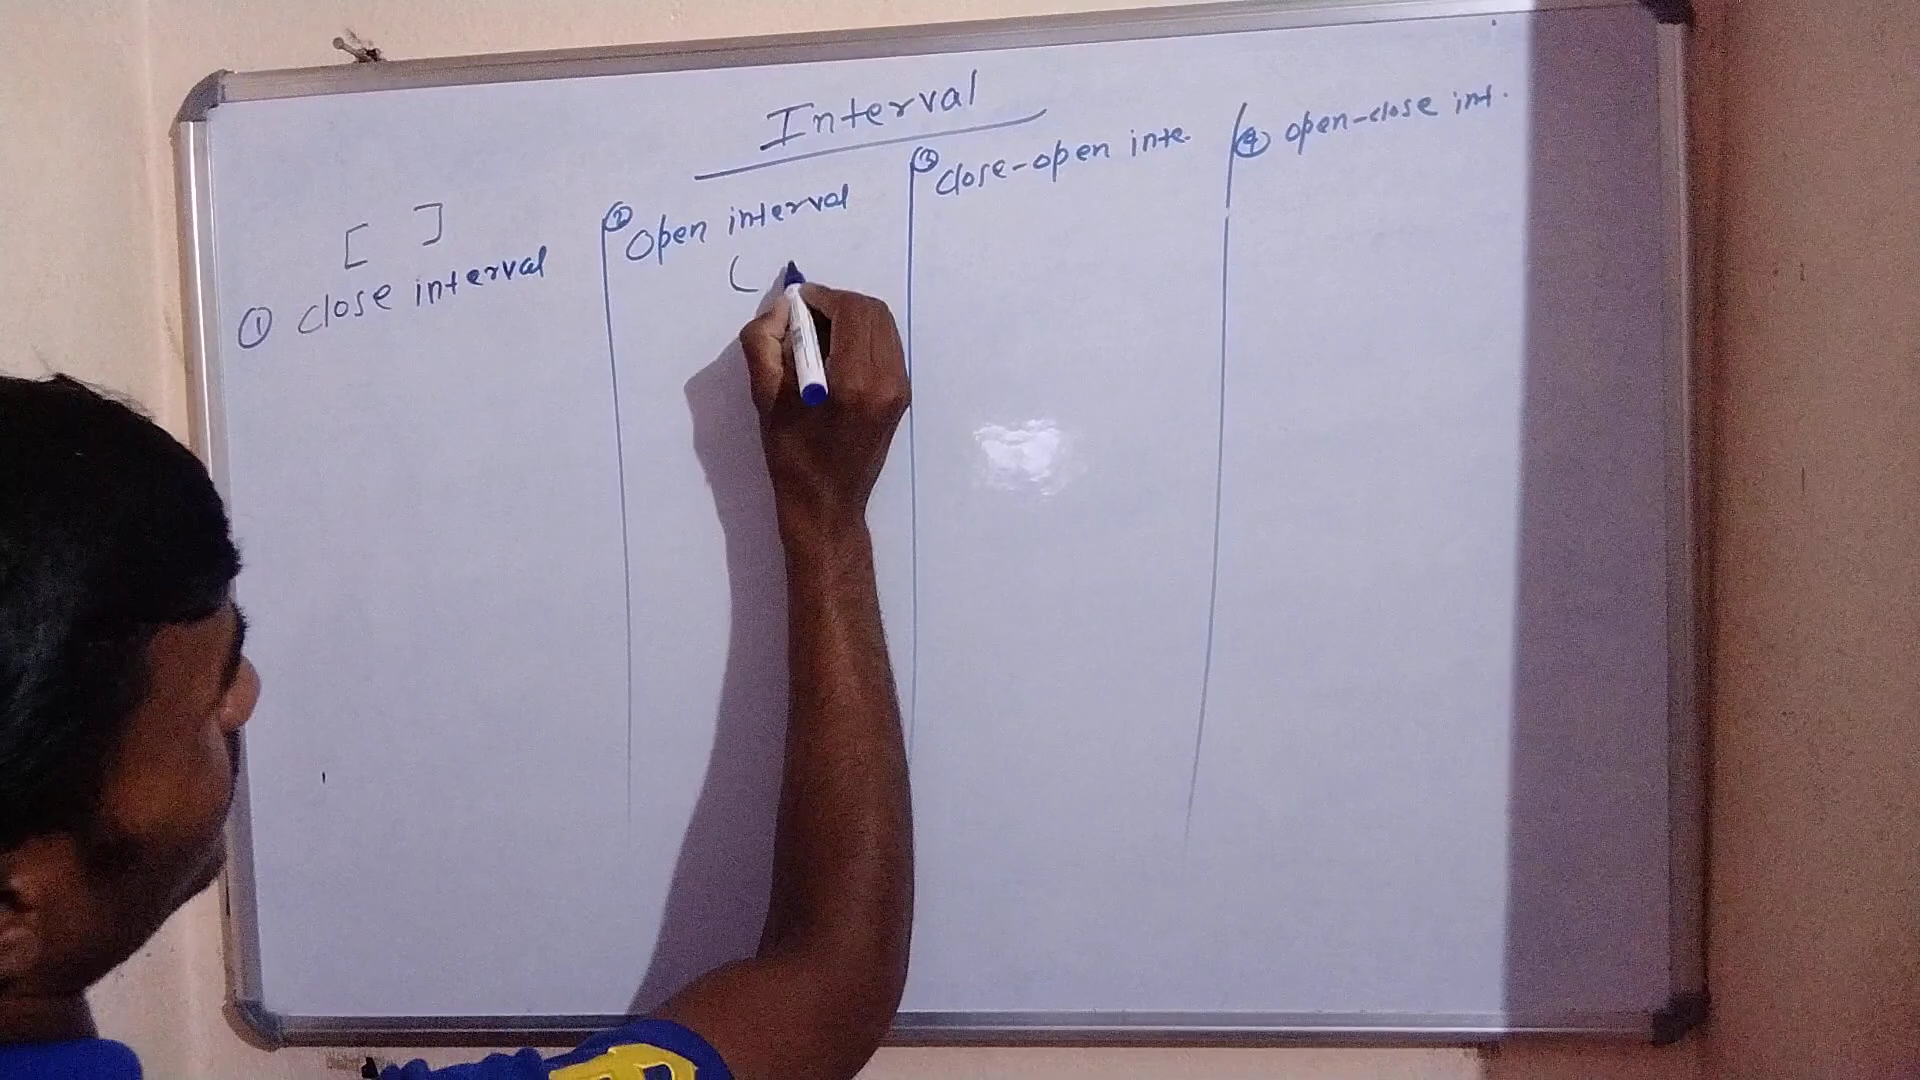 Interval
[ ]
① close interval
② open interval
(
③ close-open inte.
④ open-close int.